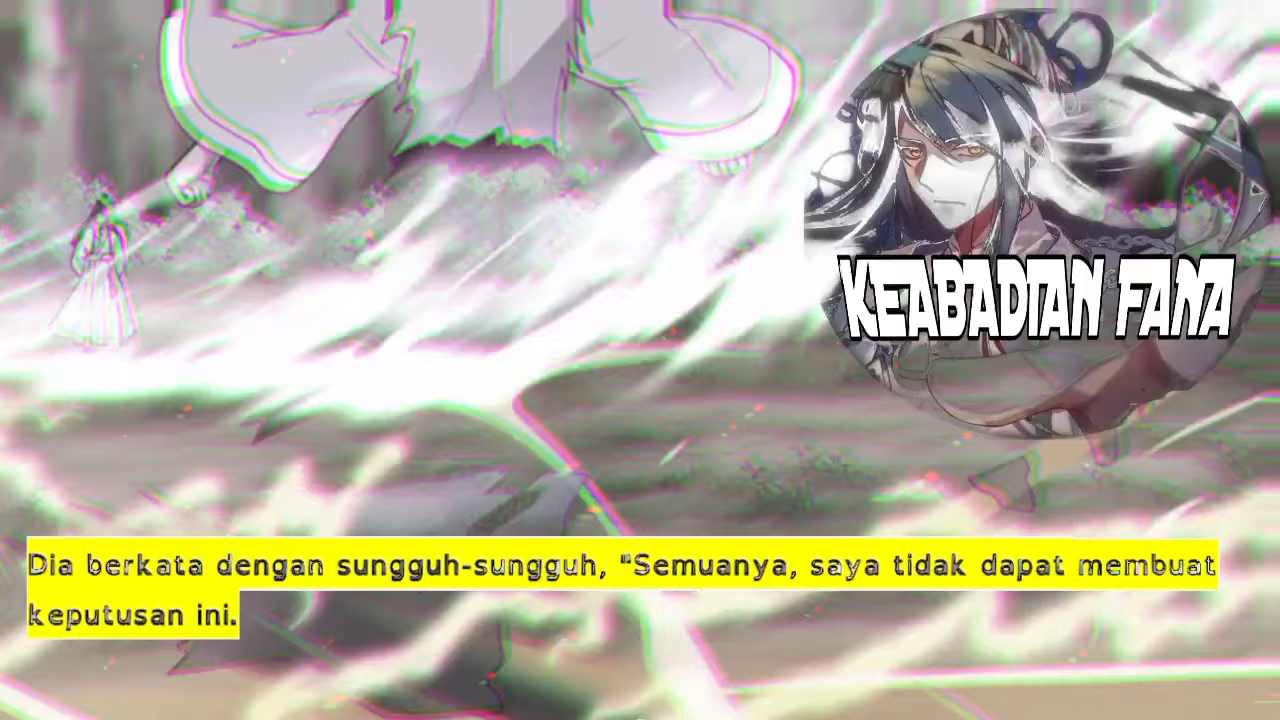 KEABADIAN FANA
Dia berkata dengan sungguh-sungguh, "Semuanya, saya tidak dapat membuat
keputusan ini.